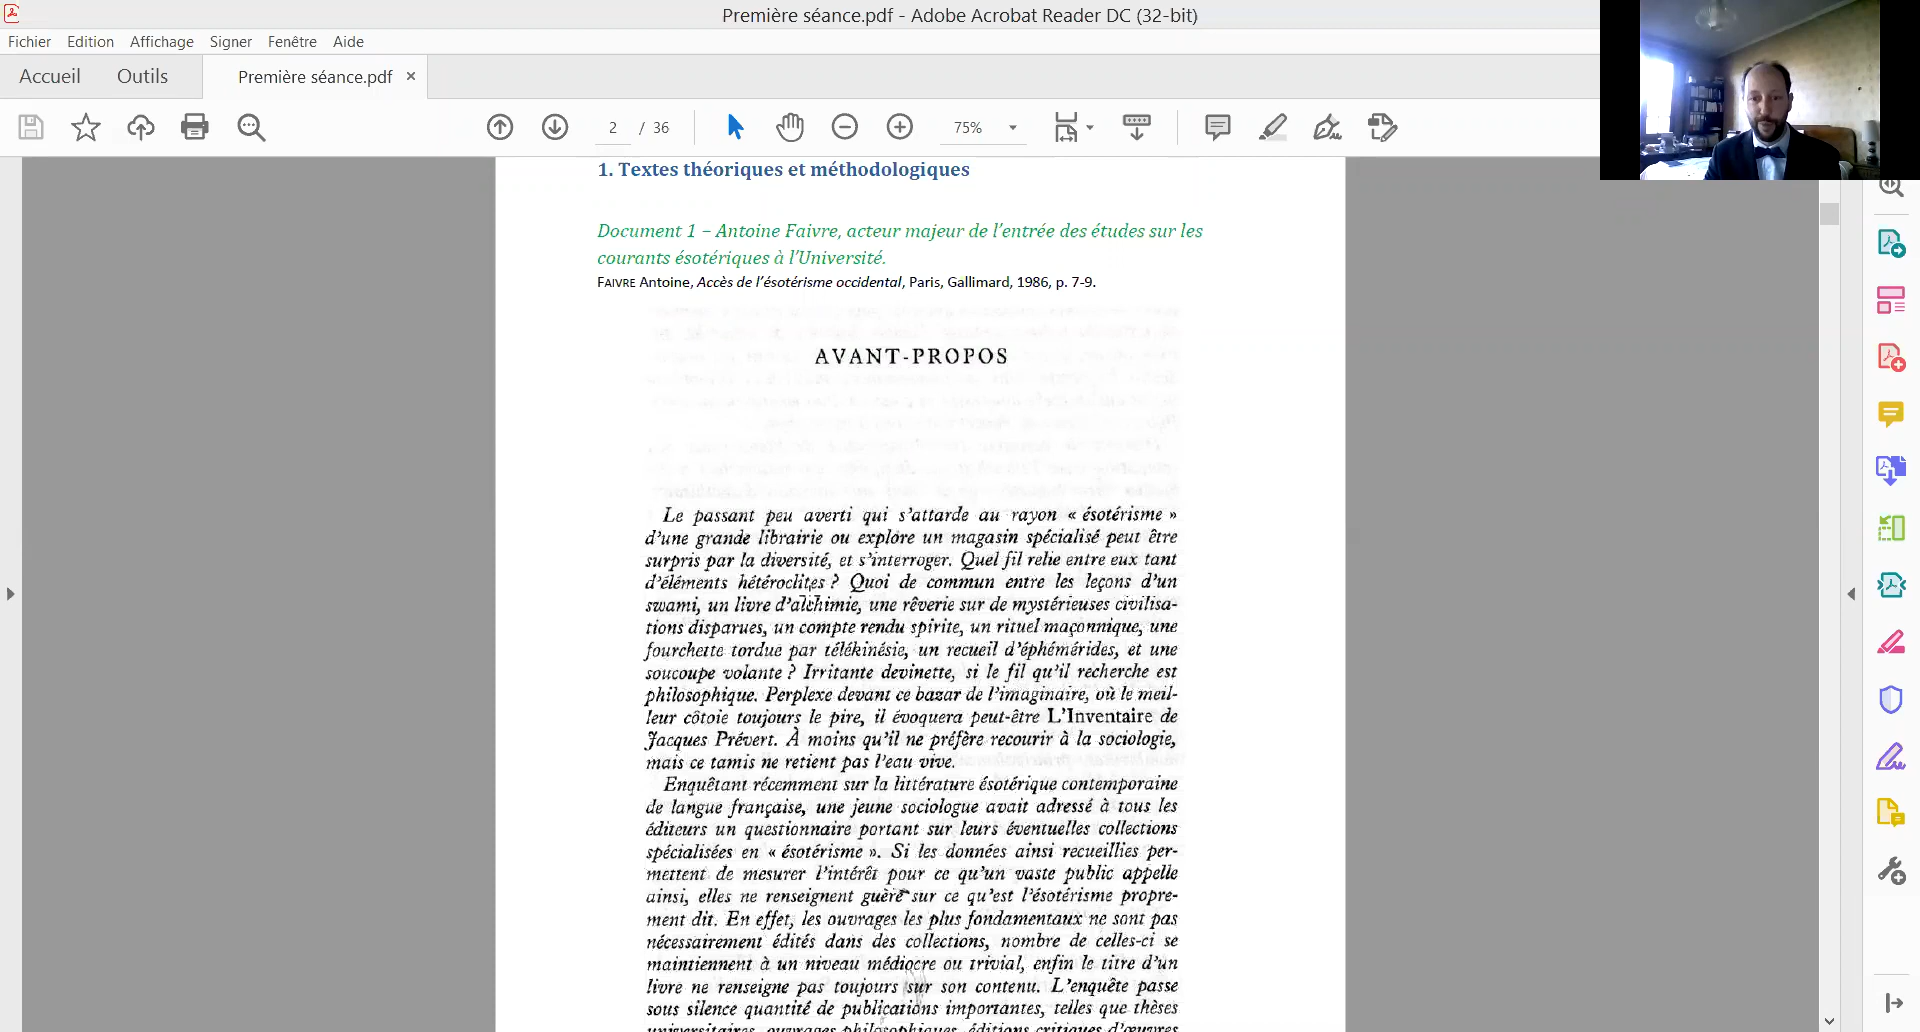 Première séance.pdf - Adobe Acrobat Reader DC (32-bit)
Fichier Edition Affichage Signer Fenêtre Aide
Accueil Outils Première séance.pdf ×
2 / 36 75%
1. Textes théoriques et méthodologiques
Document 1 – Antoine Faivre, acteur majeur de l'entrée des études sur les
courants ésotériques à l'Université.
FAIVRE Antoine, Accès de l'ésotérisme occidental, Paris, Gallimard, 1986, p. 7-9.
AVANT-PROPOS
Le passant peu averti qui s'attarde au rayon « ésotérisme »
d'une grande librairie ou explore un magasin spécialisé peut être
surpris par la diversité, et s'interroger. Quel fil relie entre eux tant
d'éléments hétéroclites ? Quoi de commun entre les leçons d'un
swami, un livre d'alchimie, une rêverie sur de mystérieuses civilisa-
tions disparues, un compte rendu spirite, un rituel maçonnique, une
fourchette tordue par télékinésie, un recueil d'éphémérides, et une
soucoupe volante ? Irritante devinette, si le fil qu'il recherche est
philosophique. Perplexe devant ce bazar de l'imaginaire, où le meil-
leur côtoie toujours le pire, il évoquera peut-être L'Inventaire de
Jacques Prévert. À moins qu'il ne préfère recourir à la sociologie,
mais ce tamis ne retient pas l'eau vive.
Enquêtant récemment sur la littérature ésotérique contemporaine
de langue française, une jeune sociologue avait adressé à tous les
éditeurs un questionnaire portant sur leurs éventuelles collections
spécialisées en « ésotérisme ». Si les données ainsi recueillies per-
mettent de mesurer l'intérêt pour ce qu'un vaste public appelle
ainsi, elles ne renseignent guère sur ce qu'est l'ésotérisme propre-
ment dit. En effet, les ouvrages les plus fondamentaux ne sont pas
nécessairement édités dans des collections, nombre de celles-ci se
maintiennent à un niveau médiocre ou trivial, enfin le titre d'un
livre ne renseigne pas toujours sur son contenu. L'enquête passe
sous silence quantité de publications importantes, telles que thèses
universitaires, ouvrages philosophiques, éditions critiques d'œuvres